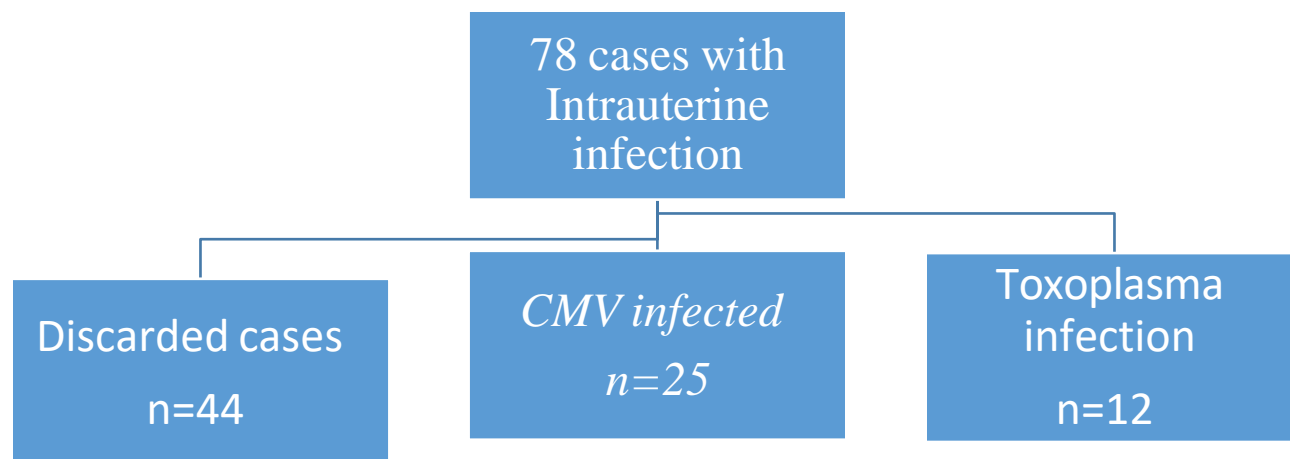 78 cases with
Intrauterine
infection
Discarded cases
n=44
CMV infected
n=25
Toxoplasma
infection
n=12